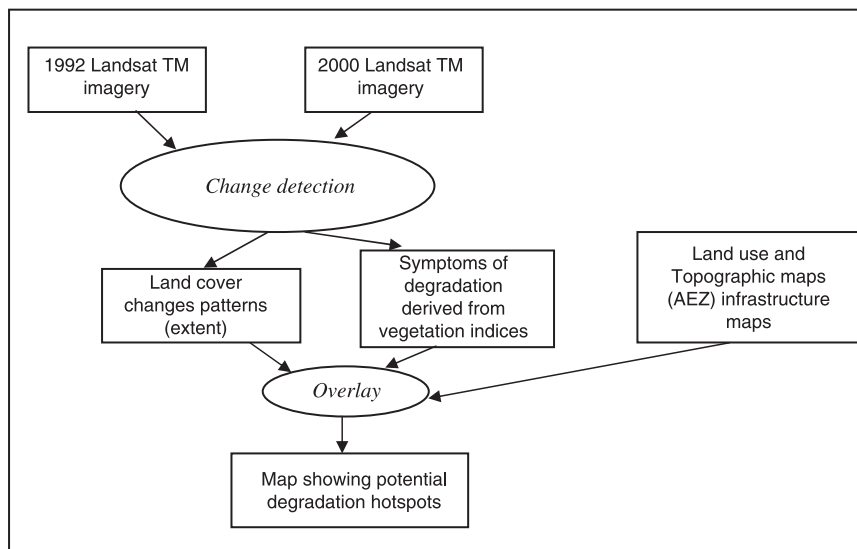 1992 Landsat TM
imagery
2000 Landsat TM
imagery
Change detection
Land cover
changes patterns
(extent)
Symptoms of
degradation
derived from
vegetation indices
Land use and
Topographic maps
(AEZ) infrastructure
maps
Overlay
Map showing potential
degradation hotspots